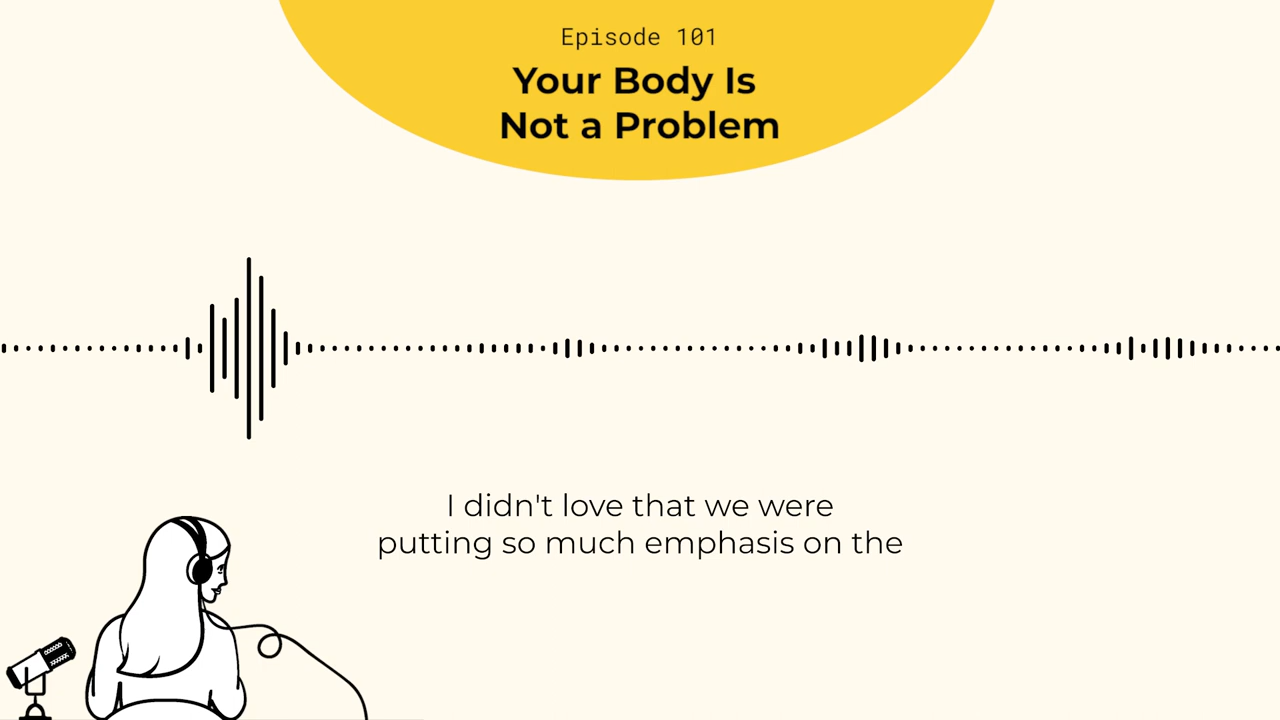 Episode 101
Your Body Is
Not a Problem
I didn't love that we were
putting so much emphasis on the